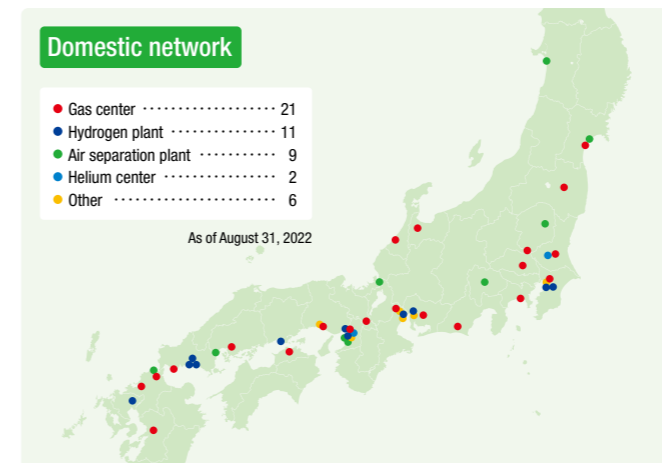 Domestic network
Gas center ·················· 21
Hydrogen plant ··············· 11
Air separation plant ·········· 9
Helium center ················ 2
Other ····················· 6
As of August 31, 2022